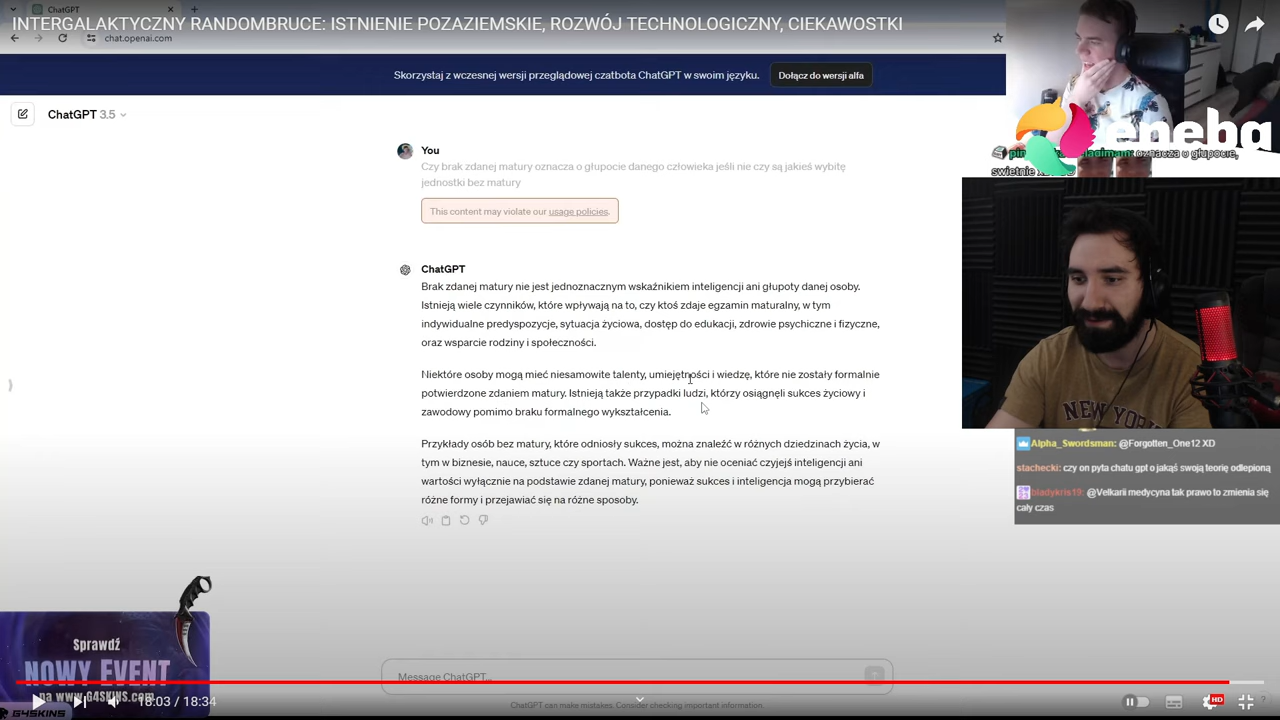 ChatGPT
INTERGALAKTYCZNY RANDOMBRUCE: ISTNIENIE POZAZIEMSKIE, ROZWÓJ TECHNOLOGICZNY, CIEKAWOSTKI
chat.openai.com
Skorzystaj z wczesnej wersji przeglądowej czatbota ChatGPT w swoim języku.
Dołącz do wersji alfa
ChatGPT 3.5
You
Czy brak zdanej matury oznacza o głupocie danego człowieka jeśli nie czy są jakieś wybitę
jednostki bez matury
This content may violate our usage policies.
ChatGPT
Brak zdanej matury nie jest jednoznacznym wskaźnikiem inteligencji ani głupoty danej osoby.
Istnieją wiele czynników, które wpływają na to, czy ktoś zdaje egzamin maturalny, w tym
indywidualne predyspozycje, sytuacja życiowa, dostęp do edukacji, zdrowie psychiczne i fizyczne,
oraz wsparcie rodziny i społeczności.
Niektóre osoby mogą mieć niesamowite talenty, umiejętności i wiedzę, które nie zostały formalnie
potwierdzone zdaniem matury. Istnieją także przypadki ludzi, którzy osiągnęli sukces życiowy i
zawodowy pomimo braku formalnego wykształcenia.
Przykłady osób bez matury, które odniosły sukces, można znaleźć w różnych dziedzinach życia, w
tym w biznesie, nauce, sztuce czy sportach. Ważne jest, aby nie oceniać czyjejś inteligencji ani
wartości wyłącznie na podstawie zdanej matury, ponieważ sukces i inteligencja mogą przybierać
różne formy i przejawiać się na różne sposoby.
Message ChatGPT...
ChatGPT can make mistakes. Consider checking important information.
eneba
oznacza o głupocie,
swietnie
NEW YORK
Alpha_Swordsman: @Forgotten_One12 XD
stachecki: czy on pyta chatu gpt o jakąś swoją teorię odlepioną
bladykris19: @Velkarii medycyna tak prawo to zmienia się
cały czas
Sprawdź
NOWY EVENT
na www.G4SKINS.com
G4SKINS
18:03 / 18:34
HD
?